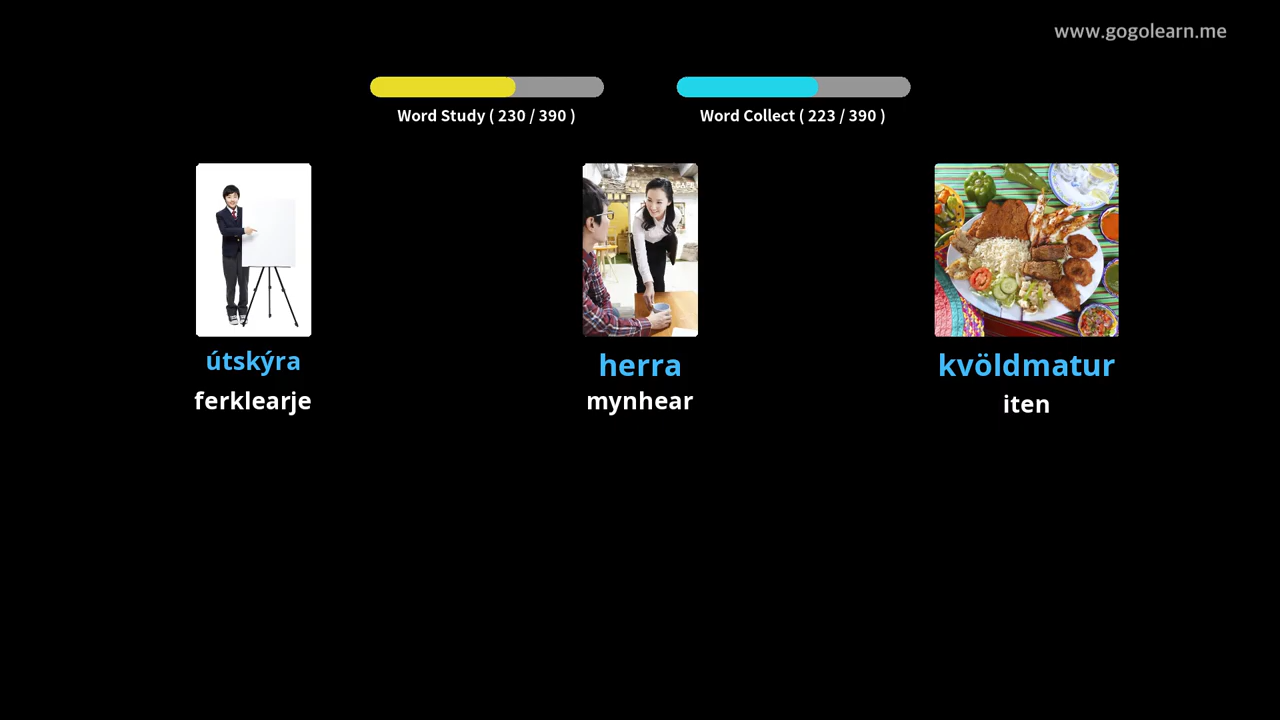 www.gogolearn.me
Word Study ( 230 / 390 )
Word Collect ( 223 / 390 )
útskýra
herra
kvöldmatur
ferklearje
mynhear
iten